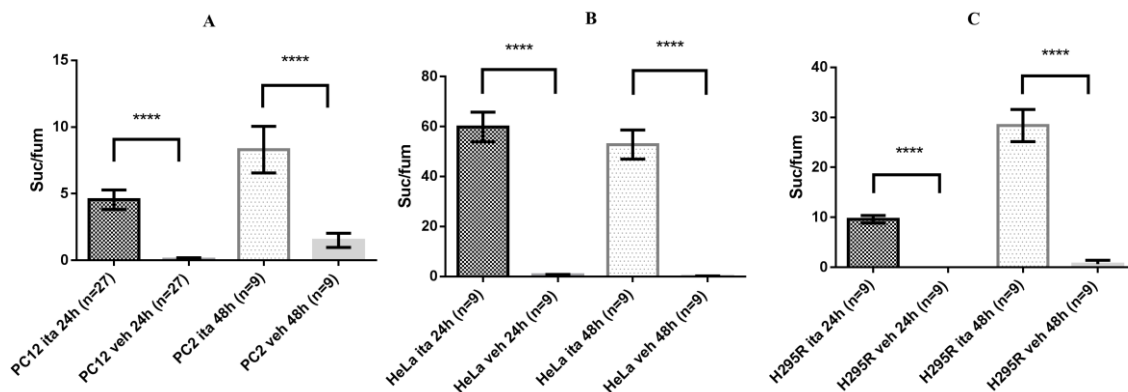 A
Suc/fum
15
10
5
0
****
****
PC12 ita 24h (n=27)
PC12 veh 24h (n=27)
PC2 ita 48h (n=9)
PC2 veh 48h (n=9)
B
Suc/fum
80
60
40
20
0
****
****
HeLa ita 24h (n=9)
HeLa veh 24h (n=9)
HeLa ita 48h (n=9)
HeLa veh 48h (n=9)
C
Suc/fum
40
30
20
10
0
****
****
H295R ita 24h (n=9)
H295R veh 24h (n=9)
H295R ita 48h (n=9)
H295R veh 48h (n=9)